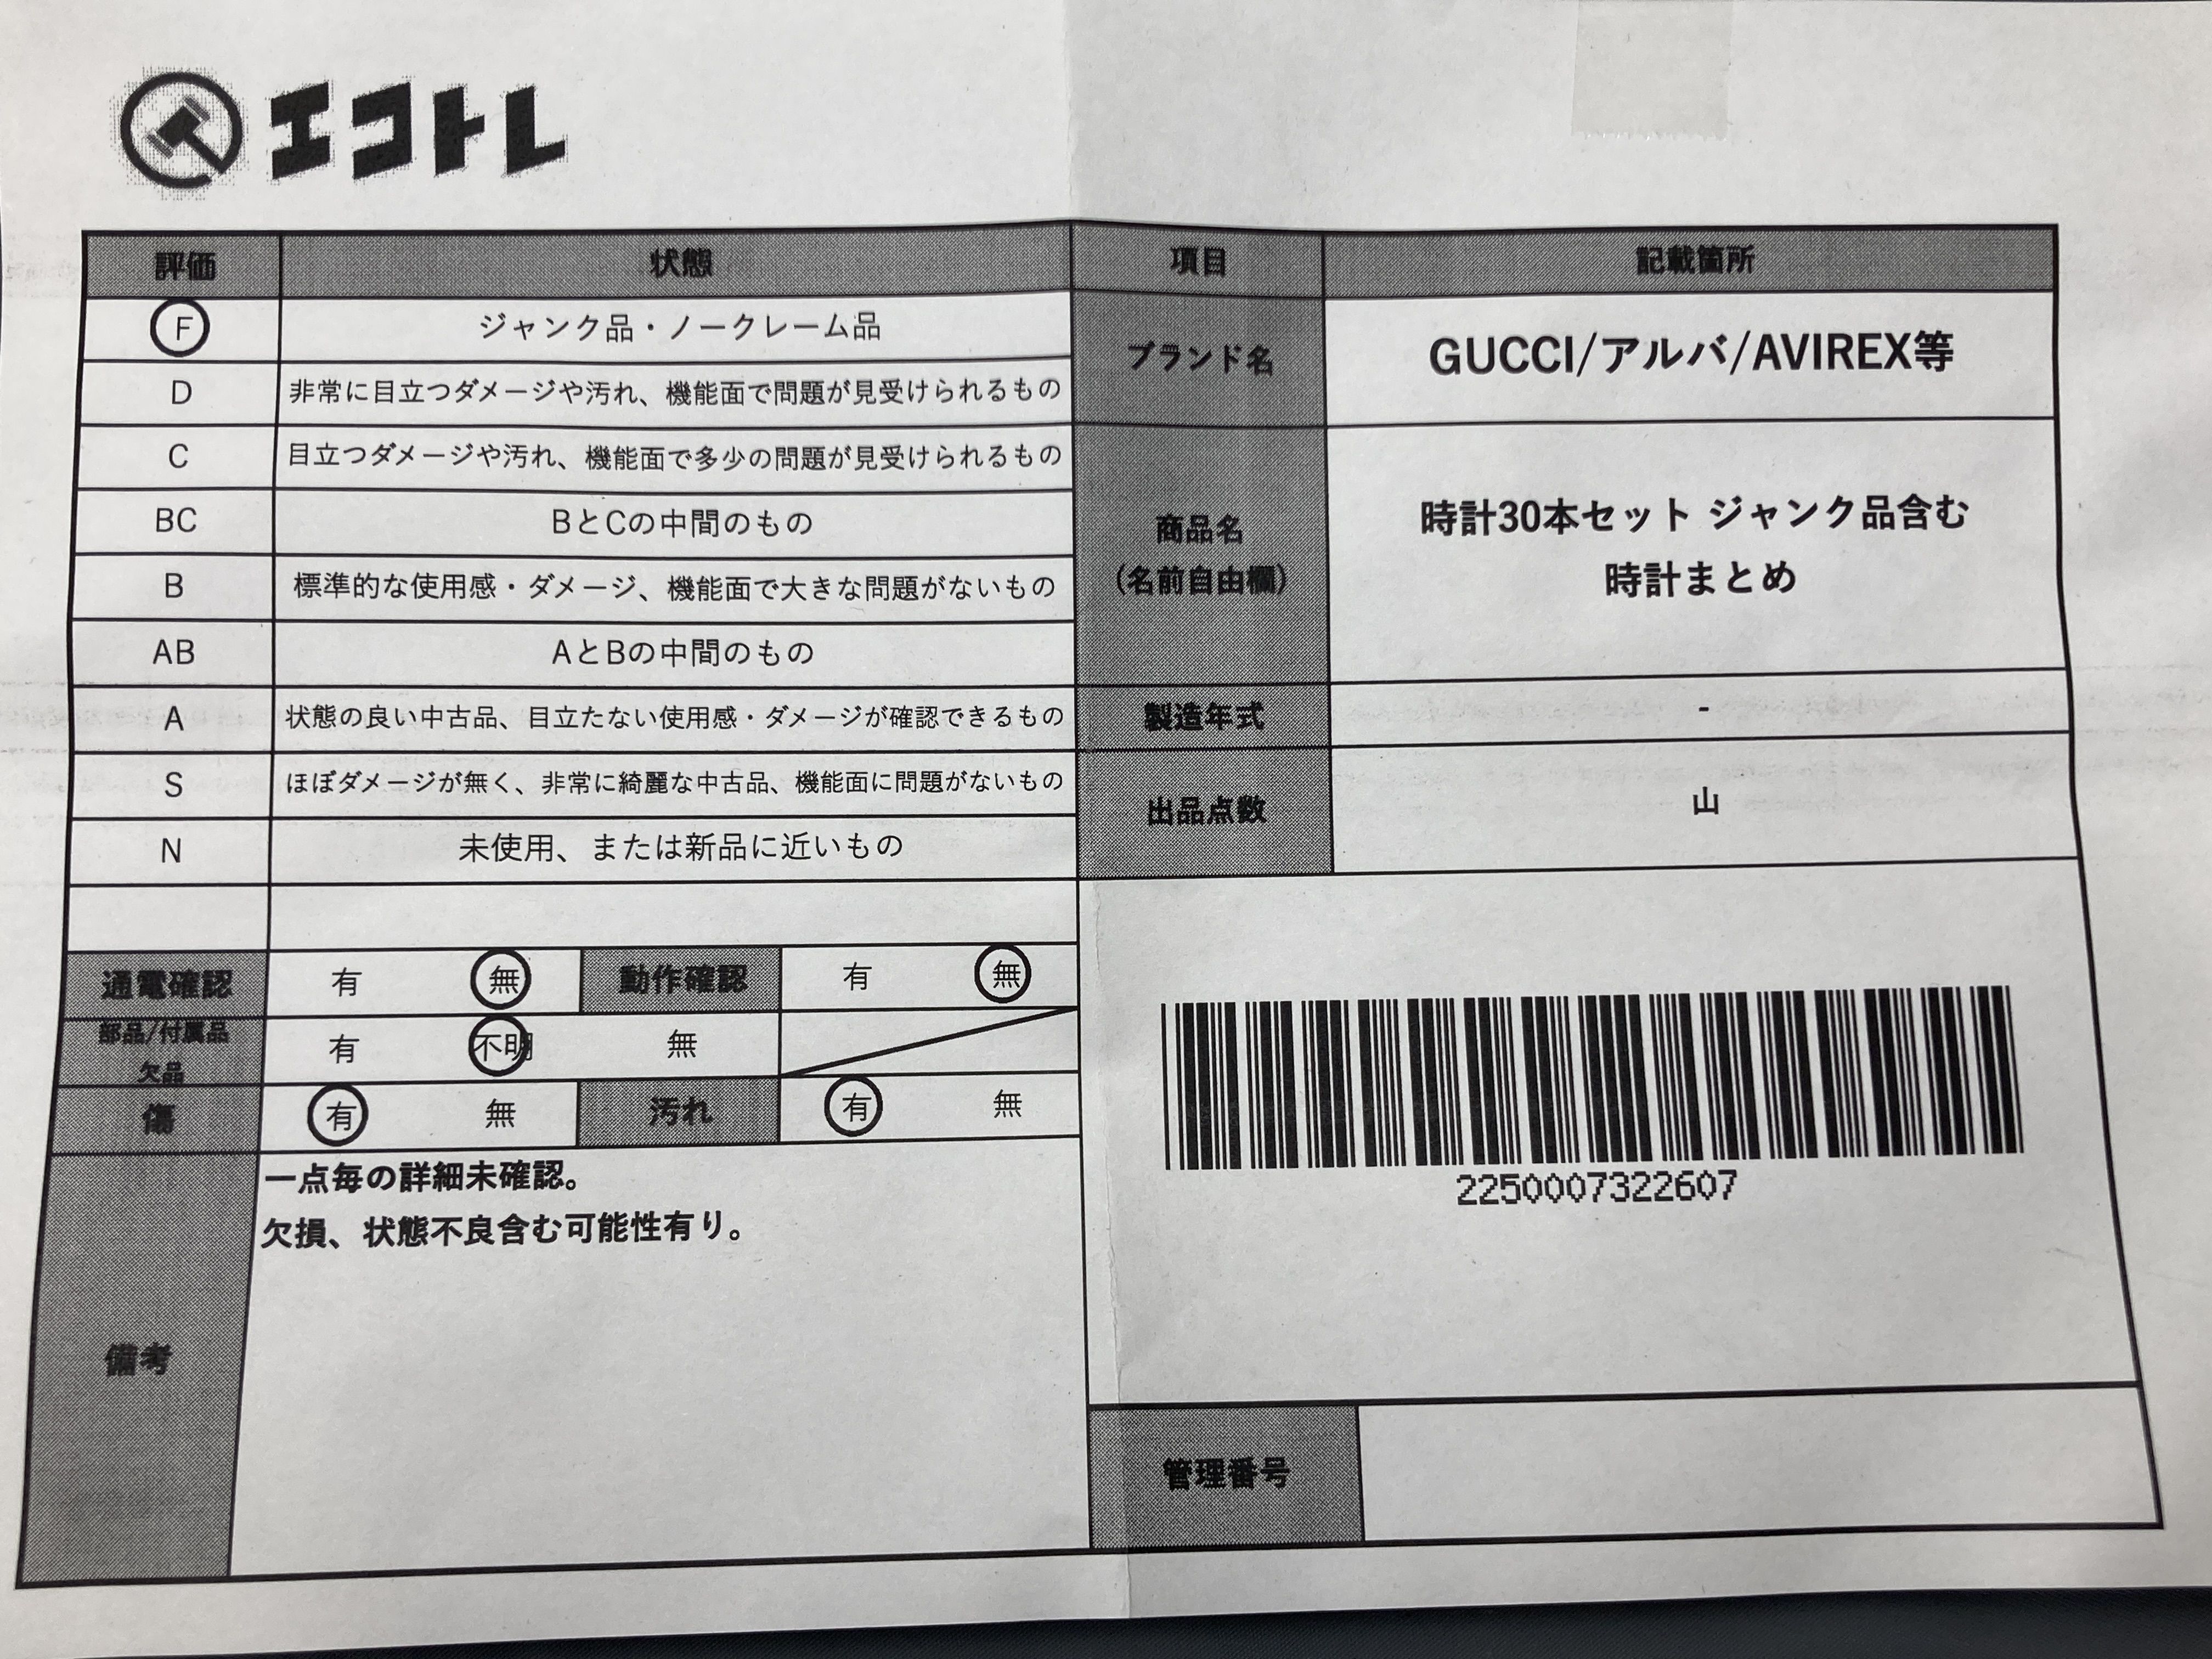 エコトレ
評価 状態
F ジャンク品・ノークレーム品
D 非常に目立つダメージや汚れ、機能面で問題が見受けられるもの
C 目立つダメージや汚れ、機能面で多少の問題が見受けられるもの
BC BとCの中間のもの
B 標準的な使用感・ダメージ、機能面で大きな問題がないもの
AB AとBの中間のもの
A 状態の良い中古品、目立たない使用感・ダメージが確認できるもの
S ほぼダメージが無く、非常に綺麗な中古品、機能面に問題がないもの
N 未使用、または新品に近いもの
通電確認 有 無 動作確認 有 無
部品/付属品
欠品 有 不明 無
傷 有 無 汚れ 有 無
備考
一点毎の詳細未確認。
欠損、状態不良含む可能性有り。
項目 記載箇所
ブランド名 GUCCI/アルバ/AVIREX等
商品名
(名前自由欄)
時計30本セット ジャンク品含む
時計まとめ
製造年式 -
出品点数 山
2250007322607
管理番号